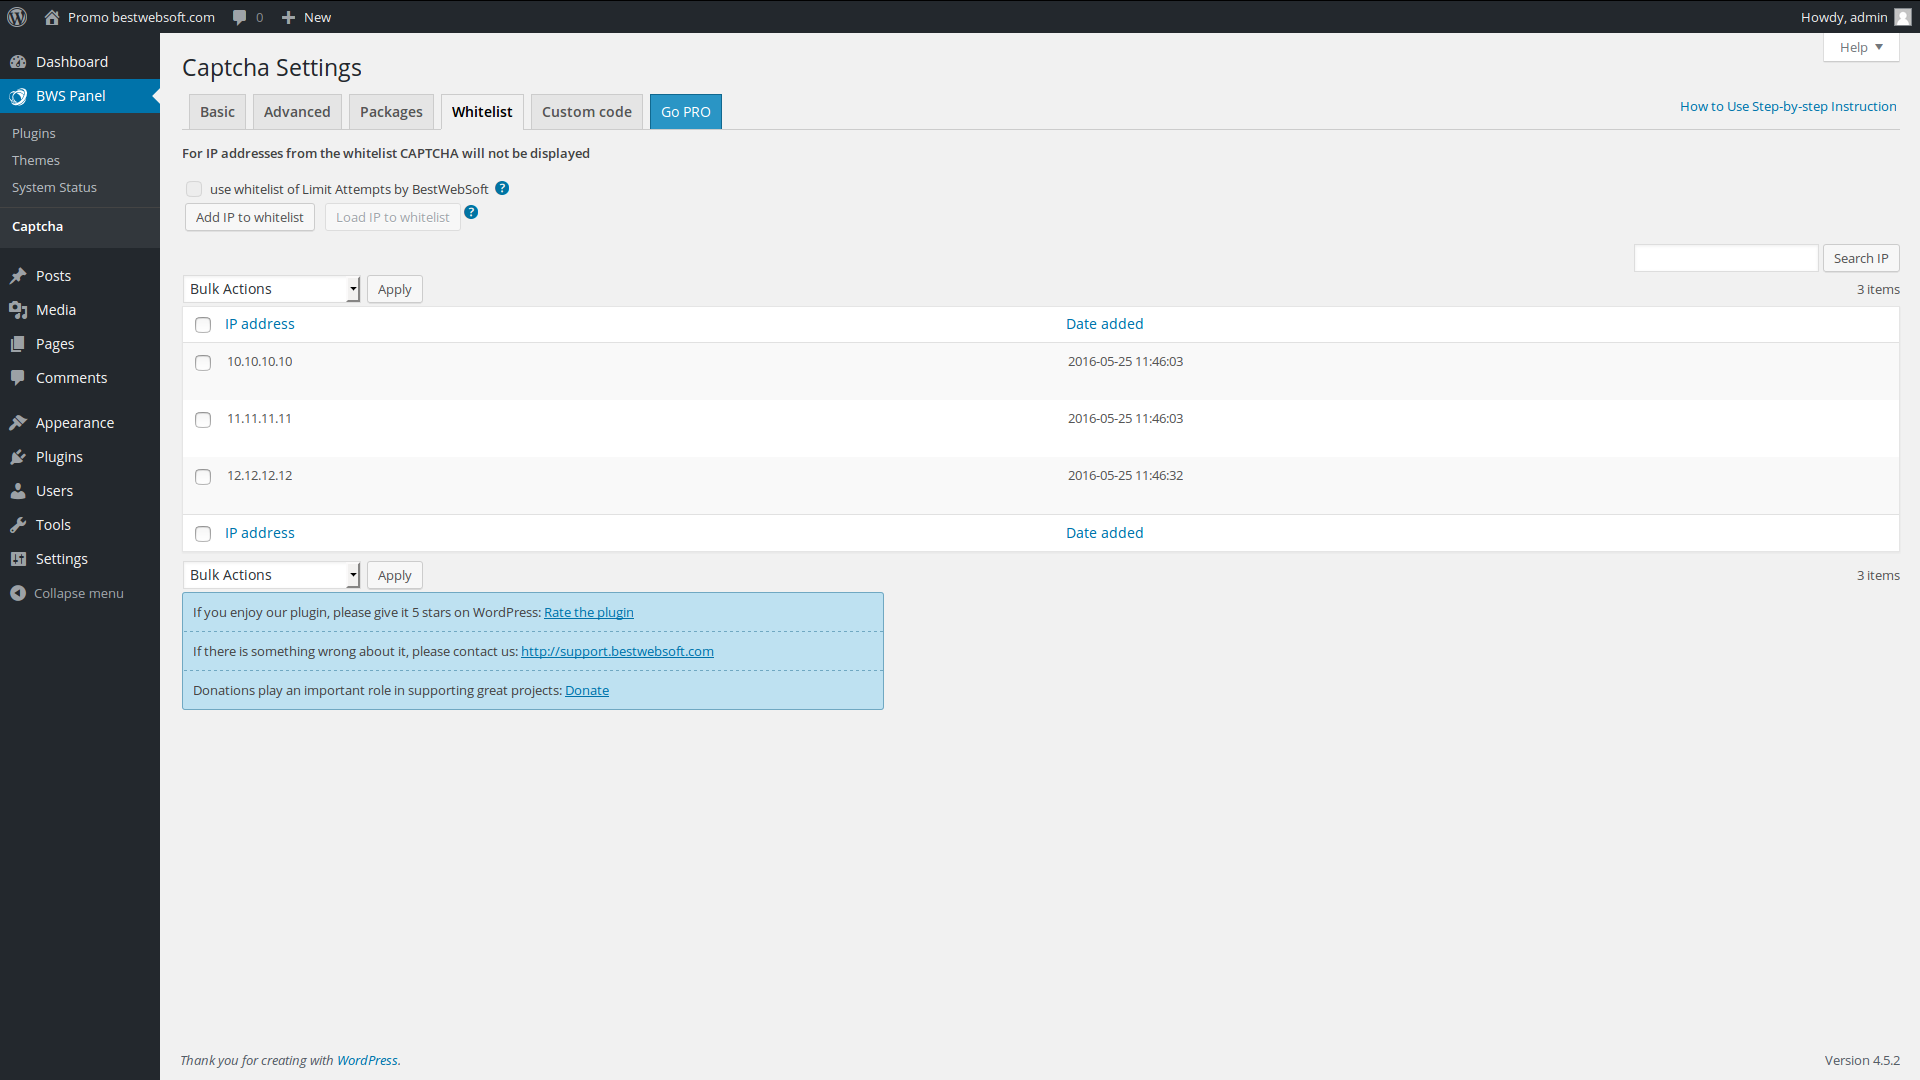 Promo bestwebsoft.com 0 New Howdy, admin
Help
Dashboard
BWS Panel
Plugins
Themes
System Status
Captcha
Posts
Media
Pages
Comments
Appearance
Plugins
Users
Tools
Settings
Collapse menu
Captcha Settings
Basic Advanced Packages Whitelist Custom code Go PRO
How to Use Step-by-step Instruction
For IP addresses from the whitelist CAPTCHA will not be displayed
use whitelist of Limit Attempts by BestWebSoft ?
Add IP to whitelist Load IP to whitelist ?
Search IP
Bulk Actions Apply 3 items
IP address Date added
10.10.10.10 2016-05-25 11:46:03
11.11.11.11 2016-05-25 11:46:03
12.12.12.12 2016-05-25 11:46:32
IP address Date added
Bulk Actions Apply 3 items
If you enjoy our plugin, please give it 5 stars on WordPress: Rate the plugin
If there is something wrong about it, please contact us: http://support.bestwebsoft.com
Donations play an important role in supporting great projects: Donate
Thank you for creating with WordPress. Version 4.5.2